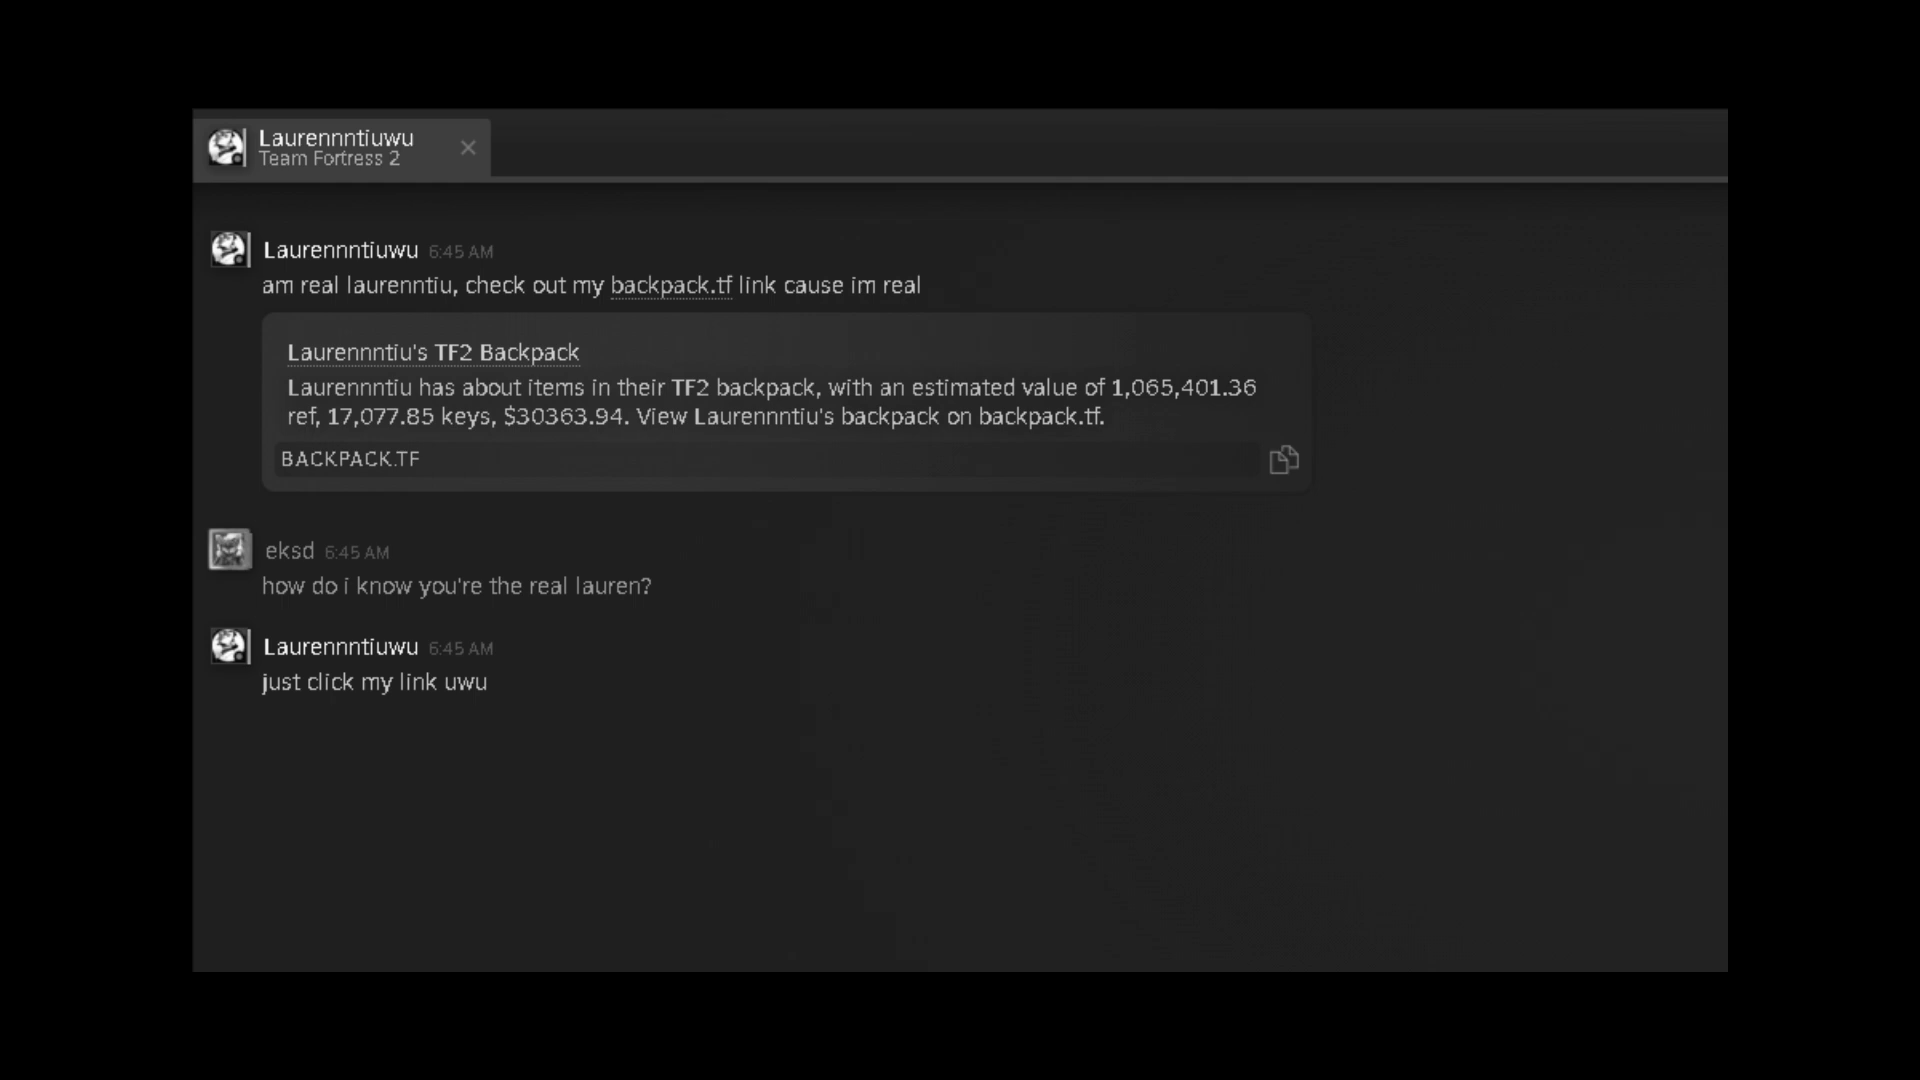 Laurennntiuwu
Team Fortress 2
Laurennntiuwu 6:45 AM
am real laurenntiu, check out my backpack.tf link cause im real
Laurennntiu's TF2 Backpack
Laurennntiu has about items in their TF2 backpack, with an estimated value of 1,065,401.36
ref, 17,077.85 keys, $30363.94. View Laurennntiu's backpack on backpack.tf.
BACKPACK.TF
eksd 6:45 AM
how do i know you're the real lauren?
Laurennntiuwu 6:45 AM
just click my link uwu